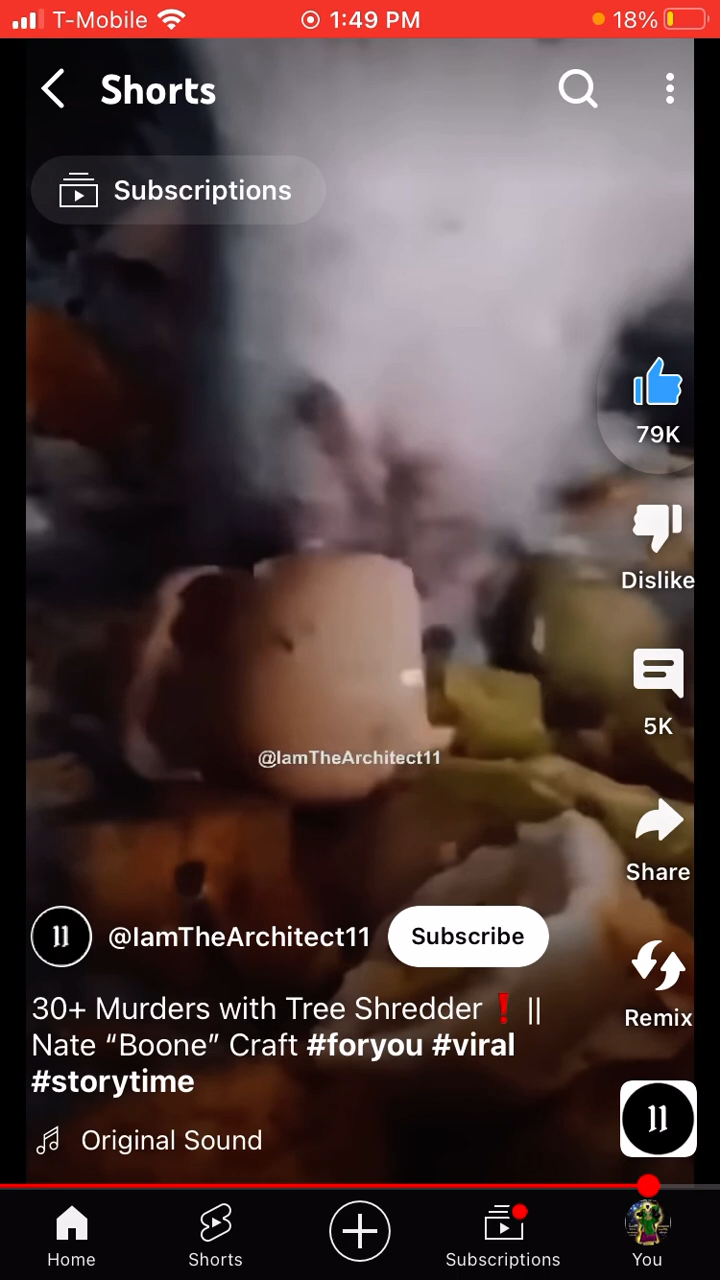 T-Mobile 1:49 PM 18%
Shorts
Subscriptions
79K
Dislike
5K
@IamTheArchitect11
Share
@IamTheArchitect11 Subscribe
30+ Murders with Tree Shredder❗||
Nate “Boone” Craft #foryou #viral
#storytime
Remix
Original Sound
11
Home Shorts Subscriptions You